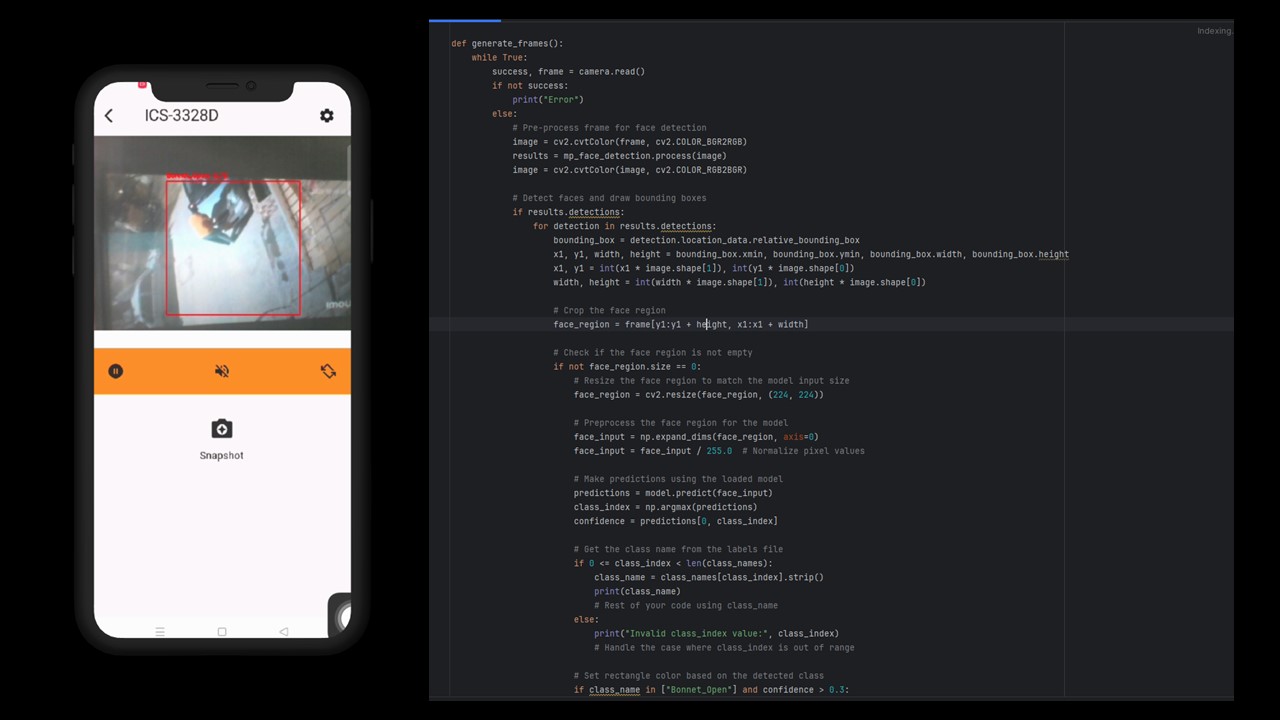 ICS-3328D
imou
Snapshot
Indexing.
def generate_frames():
while True:
success, frame = camera.read()
if not success:
print("Error")
else:
# Pre-process frame for face detection
image = cv2.cvtColor(frame, cv2.COLOR_BGR2RGB)
results = mp_face_detection.process(image)
image = cv2.cvtColor(image, cv2.COLOR_RGB2BGR)
# Detect faces and draw bounding boxes
if results.detections:
for detection in results.detections:
bounding_box = detection.location_data.relative_bounding_box
x1, y1, width, height = bounding_box.xmin, bounding_box.ymin, bounding_box.width, bounding_box.height
x1, y1 = int(x1 * image.shape[1]), int(y1 * image.shape[0])
width, height = int(width * image.shape[1]), int(height * image.shape[0])
# Crop the face region
face_region = frame[y1:y1 + height, x1:x1 + width]
# Check if the face region is not empty
if not face_region.size == 0:
# Resize the face region to match the model input size
face_region = cv2.resize(face_region, (224, 224))
# Preprocess the face region for the model
face_input = np.expand_dims(face_region, axis=0)
face_input = face_input / 255.0  # Normalize pixel values
# Make predictions using the loaded model
predictions = model.predict(face_input)
class_index = np.argmax(predictions)
confidence = predictions[0, class_index]
# Get the class name from the labels file
if 0 <= class_index < len(class_names):
class_name = class_names[class_index].strip()
print(class_name)
# Rest of your code using class_name
else:
print("Invalid class_index value:", class_index)
# Handle the case where class_index is out of range
# Set rectangle color based on the detected class
if class_name in ["Bonnet_Open"] and confidence > 0.3: